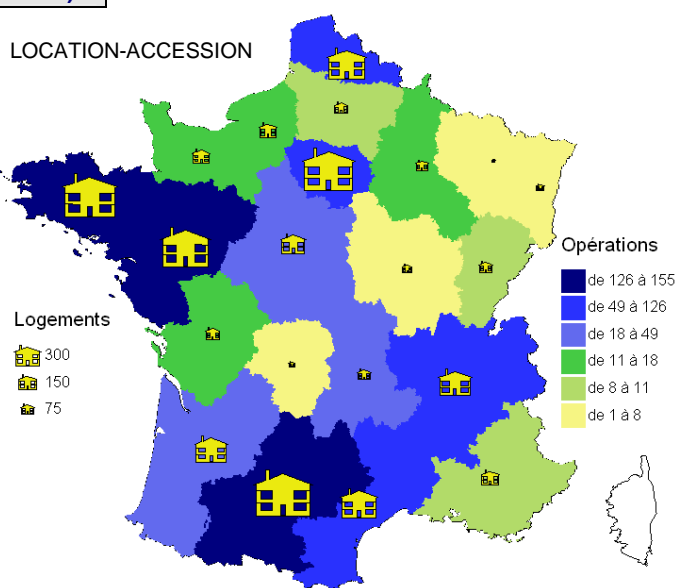 LOCATION-ACCESSION
Opérations
de 126 à 155
de 49 à 126
de 18 à 49
de 11 à 18
de 8 à 11
de 1 à 8
Logements
300
150
75